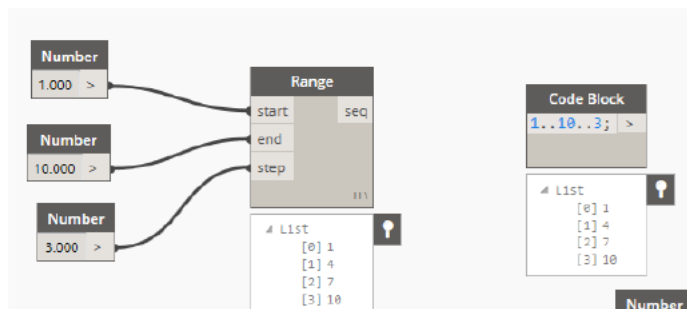 Number
1.000 >
Number
10.000 >
Number
3.000 >
Range
start seq
end
step
List
[0] 1
[1] 4
[2] 7
[3] 10
Code Block
1..10..3; >
List
[0] 1
[1] 4
[2] 7
[3] 10
Number